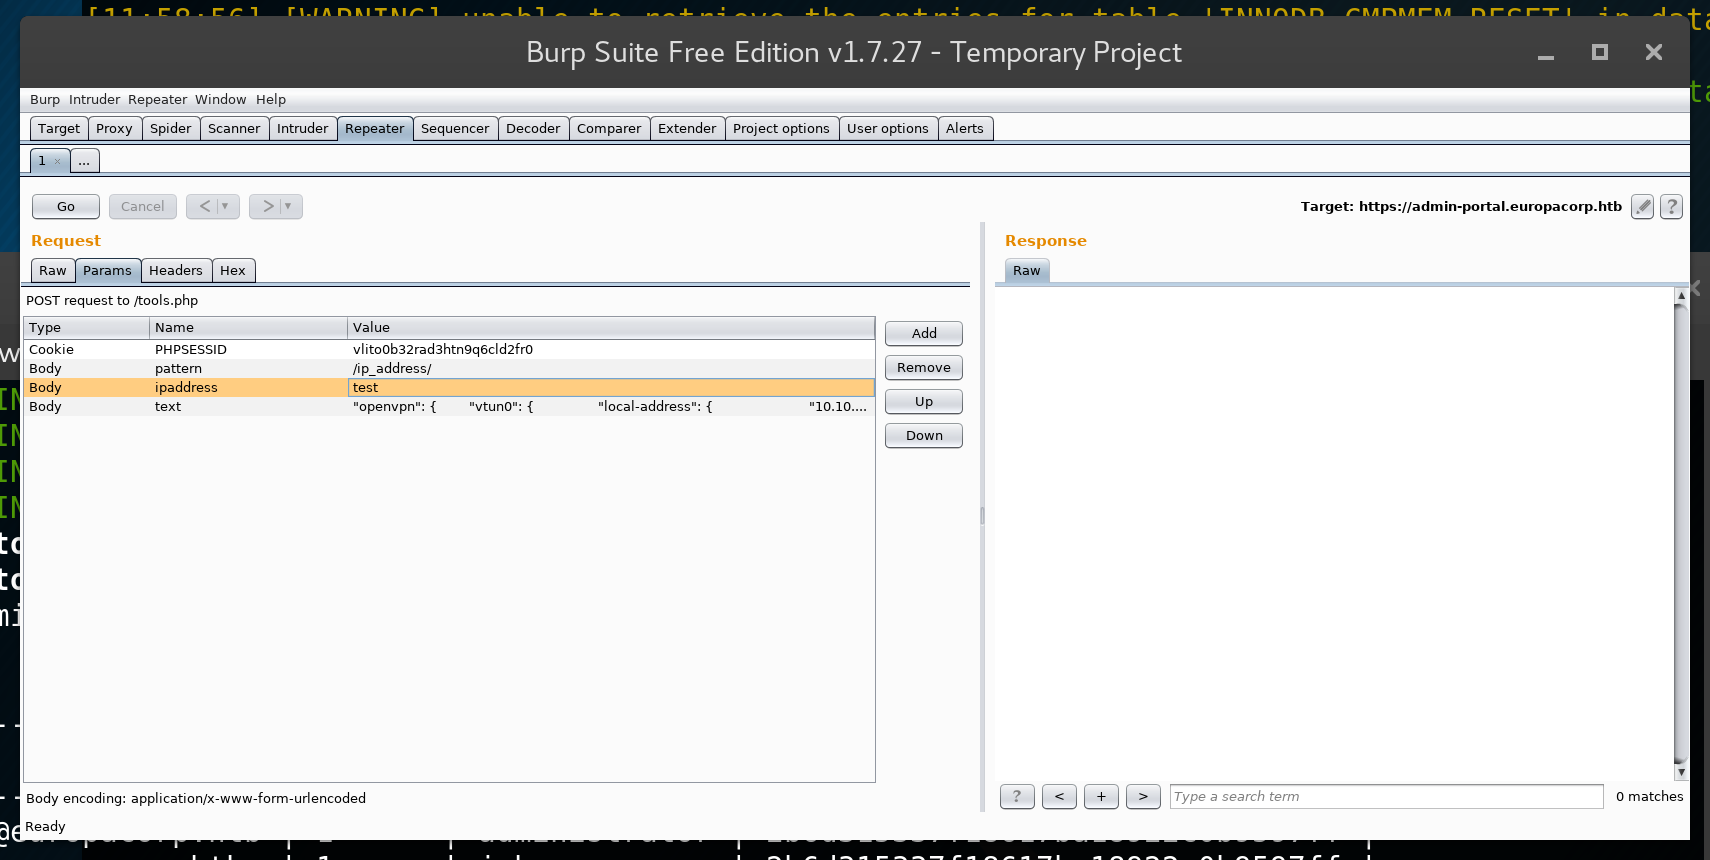 [11:58:56] [WARNING] unable to retrieve the entries for table 'INNODB_CMPMEM_RESET' in data
Burp Suite Free Edition v1.7.27 - Temporary Project
Burp Intruder Repeater Window Help
Target Proxy Spider Scanner Intruder Repeater Sequencer Decoder Comparer Extender Project options User options Alerts
1 × ...
Go Cancel < ▼ > ▼ Target: https://admin-portal.europacorp.htb ?
Request Response
Raw Params Headers Hex Raw
POST request to /tools.php
Type Name Value
Cookie PHPSESSID vlito0b32rad3htn9q6cld2fr0
Body pattern /ip_address/
Body ipaddress test
Body text "openvpn": { "vtun0": { "local-address": { "10.10....
Add
Remove
Up
Down
Body encoding: application/x-www-form-urlencoded
? < + > Type a search term 0 matches
Ready